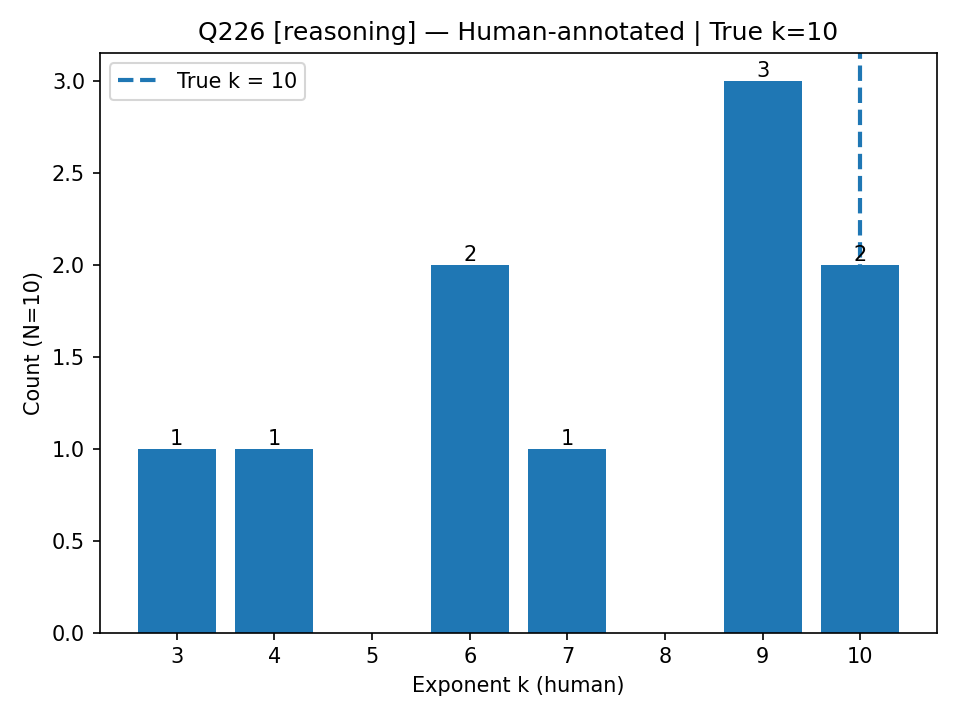 Q226 [reasoning] — Human-annotated | True k=10
True k = 10
3.0
2.5
2.0
1.5
1.0
0.5
0.0
Count (N=10)
1
1
2
1
3
2
3 4 5 6 7 8 9 10
Exponent k (human)